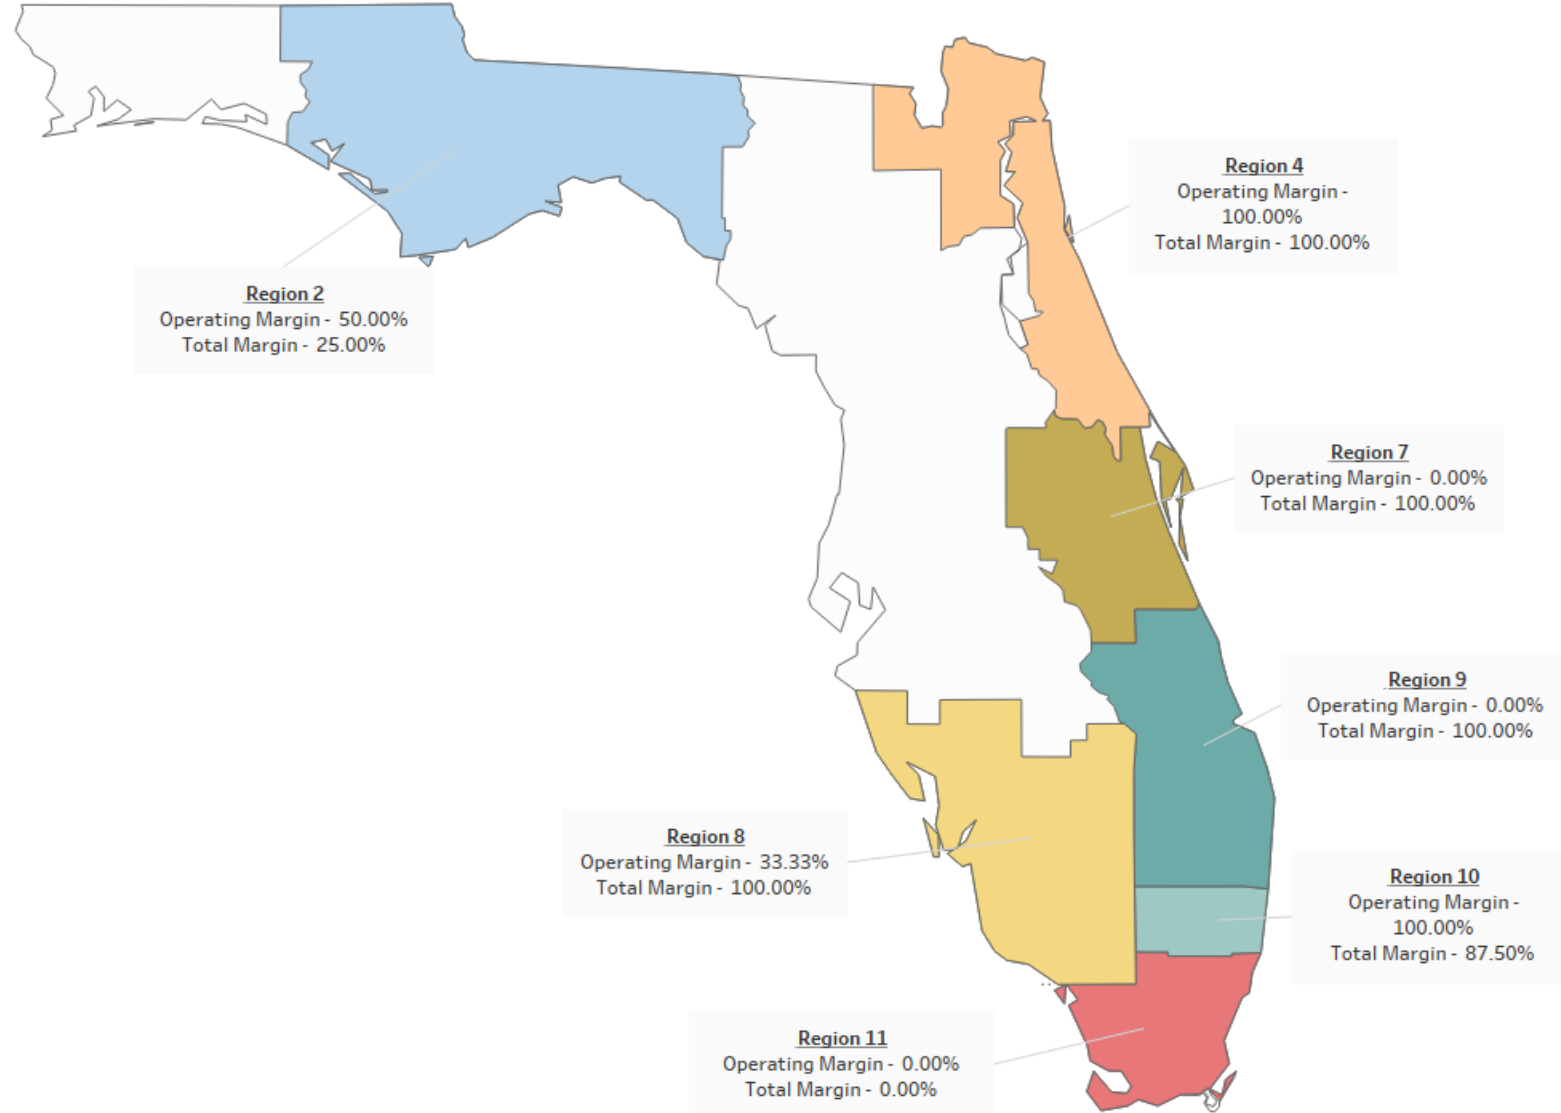 Region 4
Operating Margin -
100.00%
Total Margin - 100.00%
Region 2
Operating Margin - 50.00%
Total Margin - 25.00%
Region 7
Operating Margin - 0.00%
Total Margin - 100.00%
Region 9
Operating Margin - 0.00%
Total Margin - 100.00%
Region 8
Operating Margin - 33.33%
Total Margin - 100.00%
Region 10
Operating Margin -
100.00%
Total Margin - 87.50%
Region 11
Operating Margin - 0.00%
Total Margin - 0.00%